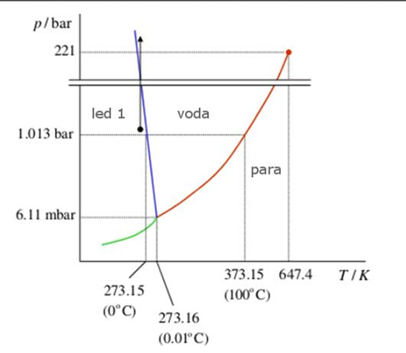 p / bar
221
led 1
voda
1.013 bar
para
6.11 mbar
373.15 647.4 T / K
(100°C)
273.15
(0°C)
273.16
(0.01°C)